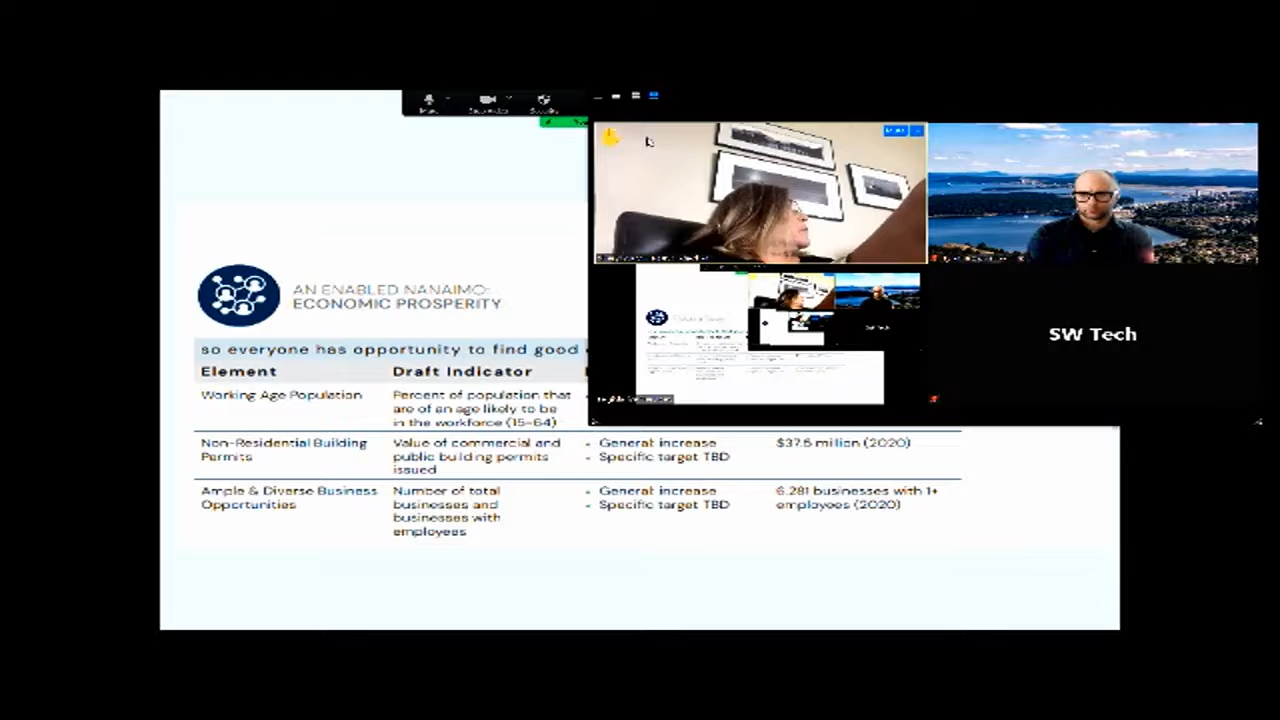 AN ENABLED NANAIMO:
ECONOMIC PROSPERITY
so everyone has opportunity to find good
Element Draft Indicator
Working Age Population
Percent of population that
are of an age likely to be
in the workforce (15-64)
Non-Residential Building
Permits
Value of commercial and
public building permits
issued
- General increase
- Specific target TBD
$37.6 million (2020)
Ample & Diverse Business
Opportunities
Number of total
businesses and
businesses with
employees
- General increase
- Specific target TBD
6,281 businesses with 1+
employees (2020)
SW Tech